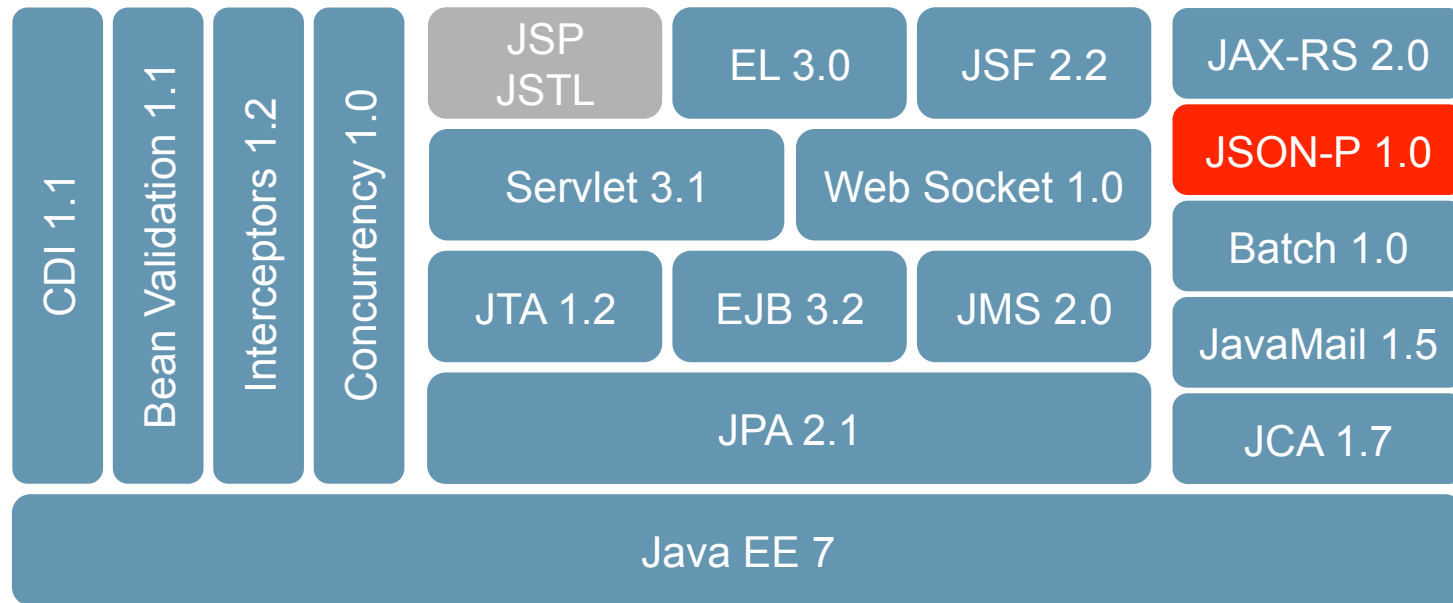 CDI 1.1
Bean Validation 1.1
Interceptors 1.2
Concurrency 1.0
JSP
JSTL
EL 3.0
JSF 2.2
Servlet 3.1
Web Socket 1.0
JTA 1.2
EJB 3.2
JMS 2.0
JPA 2.1
JAX-RS 2.0
JSON-P 1.0
Batch 1.0
JavaMail 1.5
JCA 1.7
Java EE 7